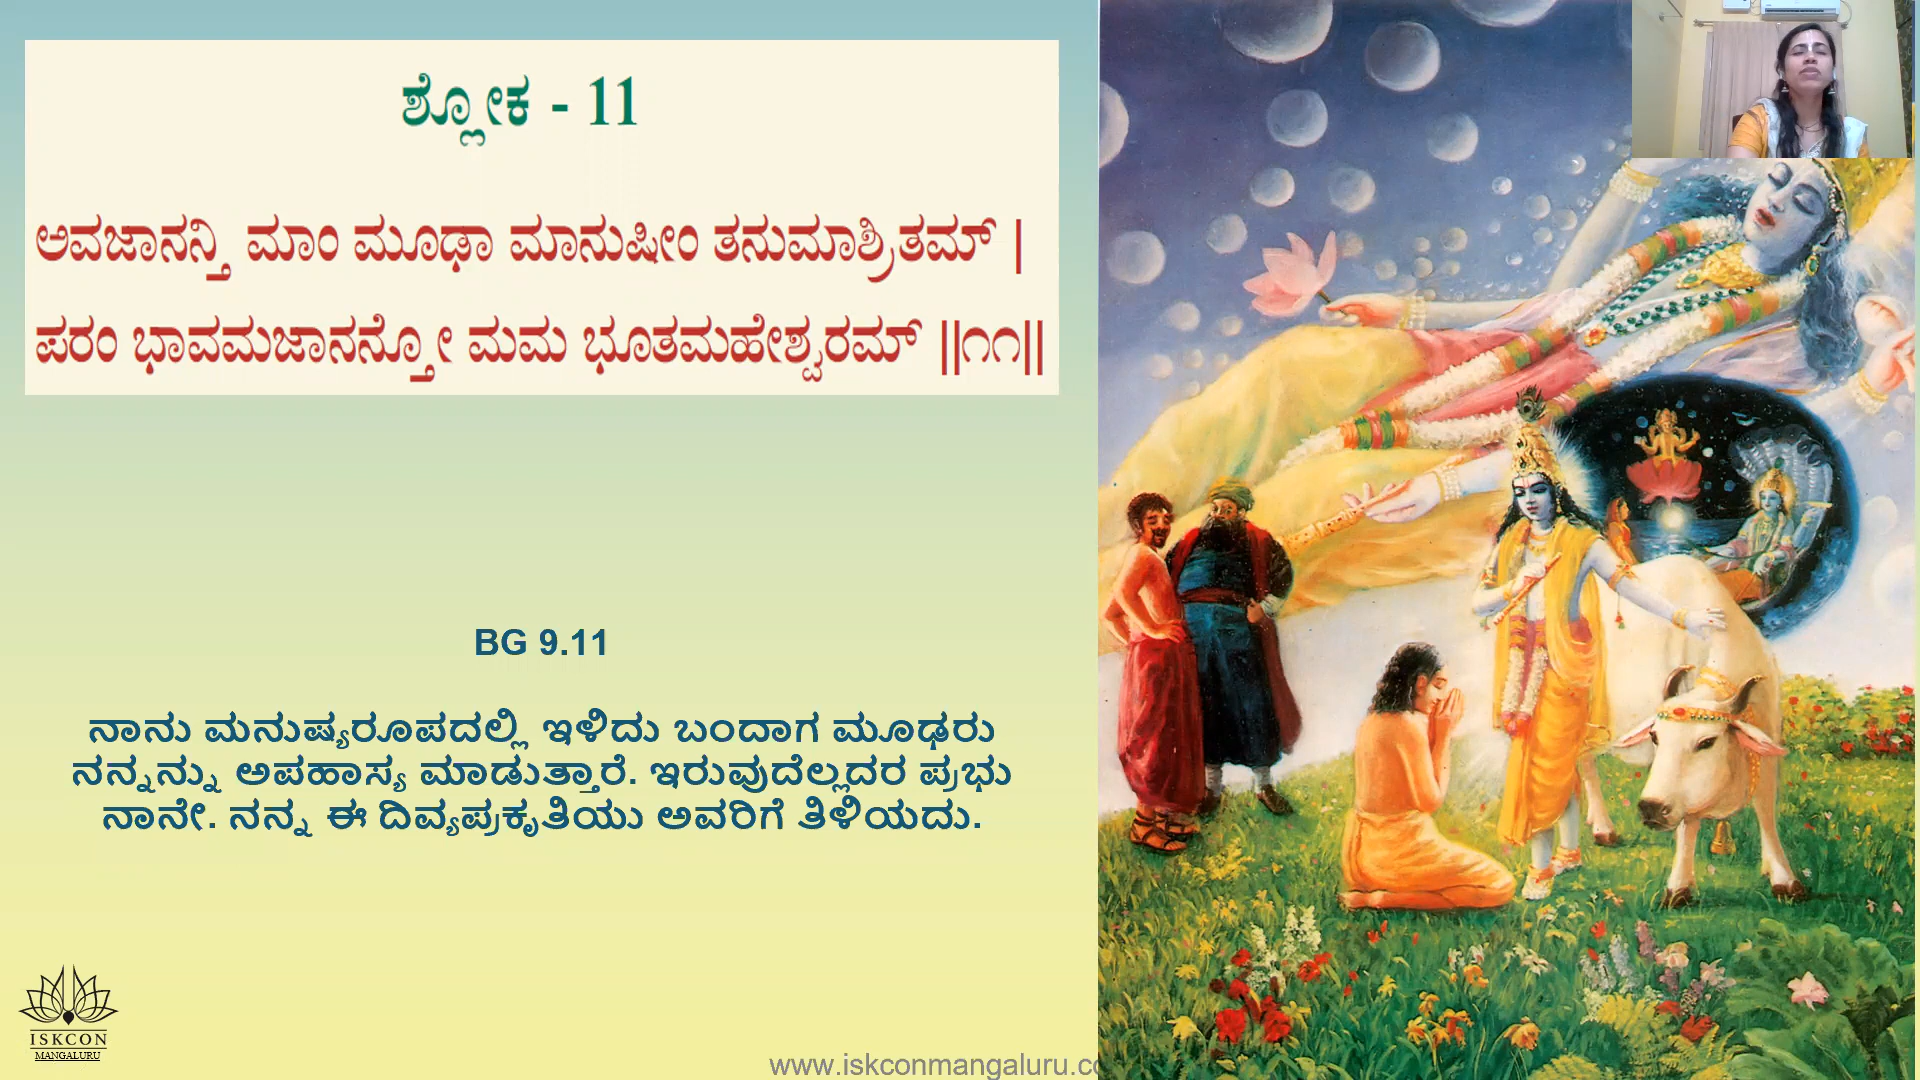 ಶ್ಲೋಕ - 11
ಅವಜಾನನ್ತಿ ಮಾಂ ಮೂಢಾ ಮಾನುಷೀಂ ತನುಮಾಶ್ರಿತಮ್ |
ಪರಂ ಭಾವಮಜಾನನ್ತೋ ಮಮ ಭೂತಮಹೇಶ್ವರಮ್ ||೧೧||
BG 9.11
ನಾನು ಮನುಷ್ಯರೂಪದಲ್ಲಿ ಇಳಿದು ಬಂದಾಗ ಮೂಢರು
ನನ್ನನ್ನು ಅಪಹಾಸ್ಯ ಮಾಡುತ್ತಾರೆ. ಇರುವುದೆಲ್ಲದರ ಪ್ರಭು
ನಾನೇ. ನನ್ನ ಈ ದಿವ್ಯಪ್ರಕೃತಿಯು ಅವರಿಗೆ ತಿಳಿಯದು.
ISKCON
MANGALURU
www.iskconmangaluru.co